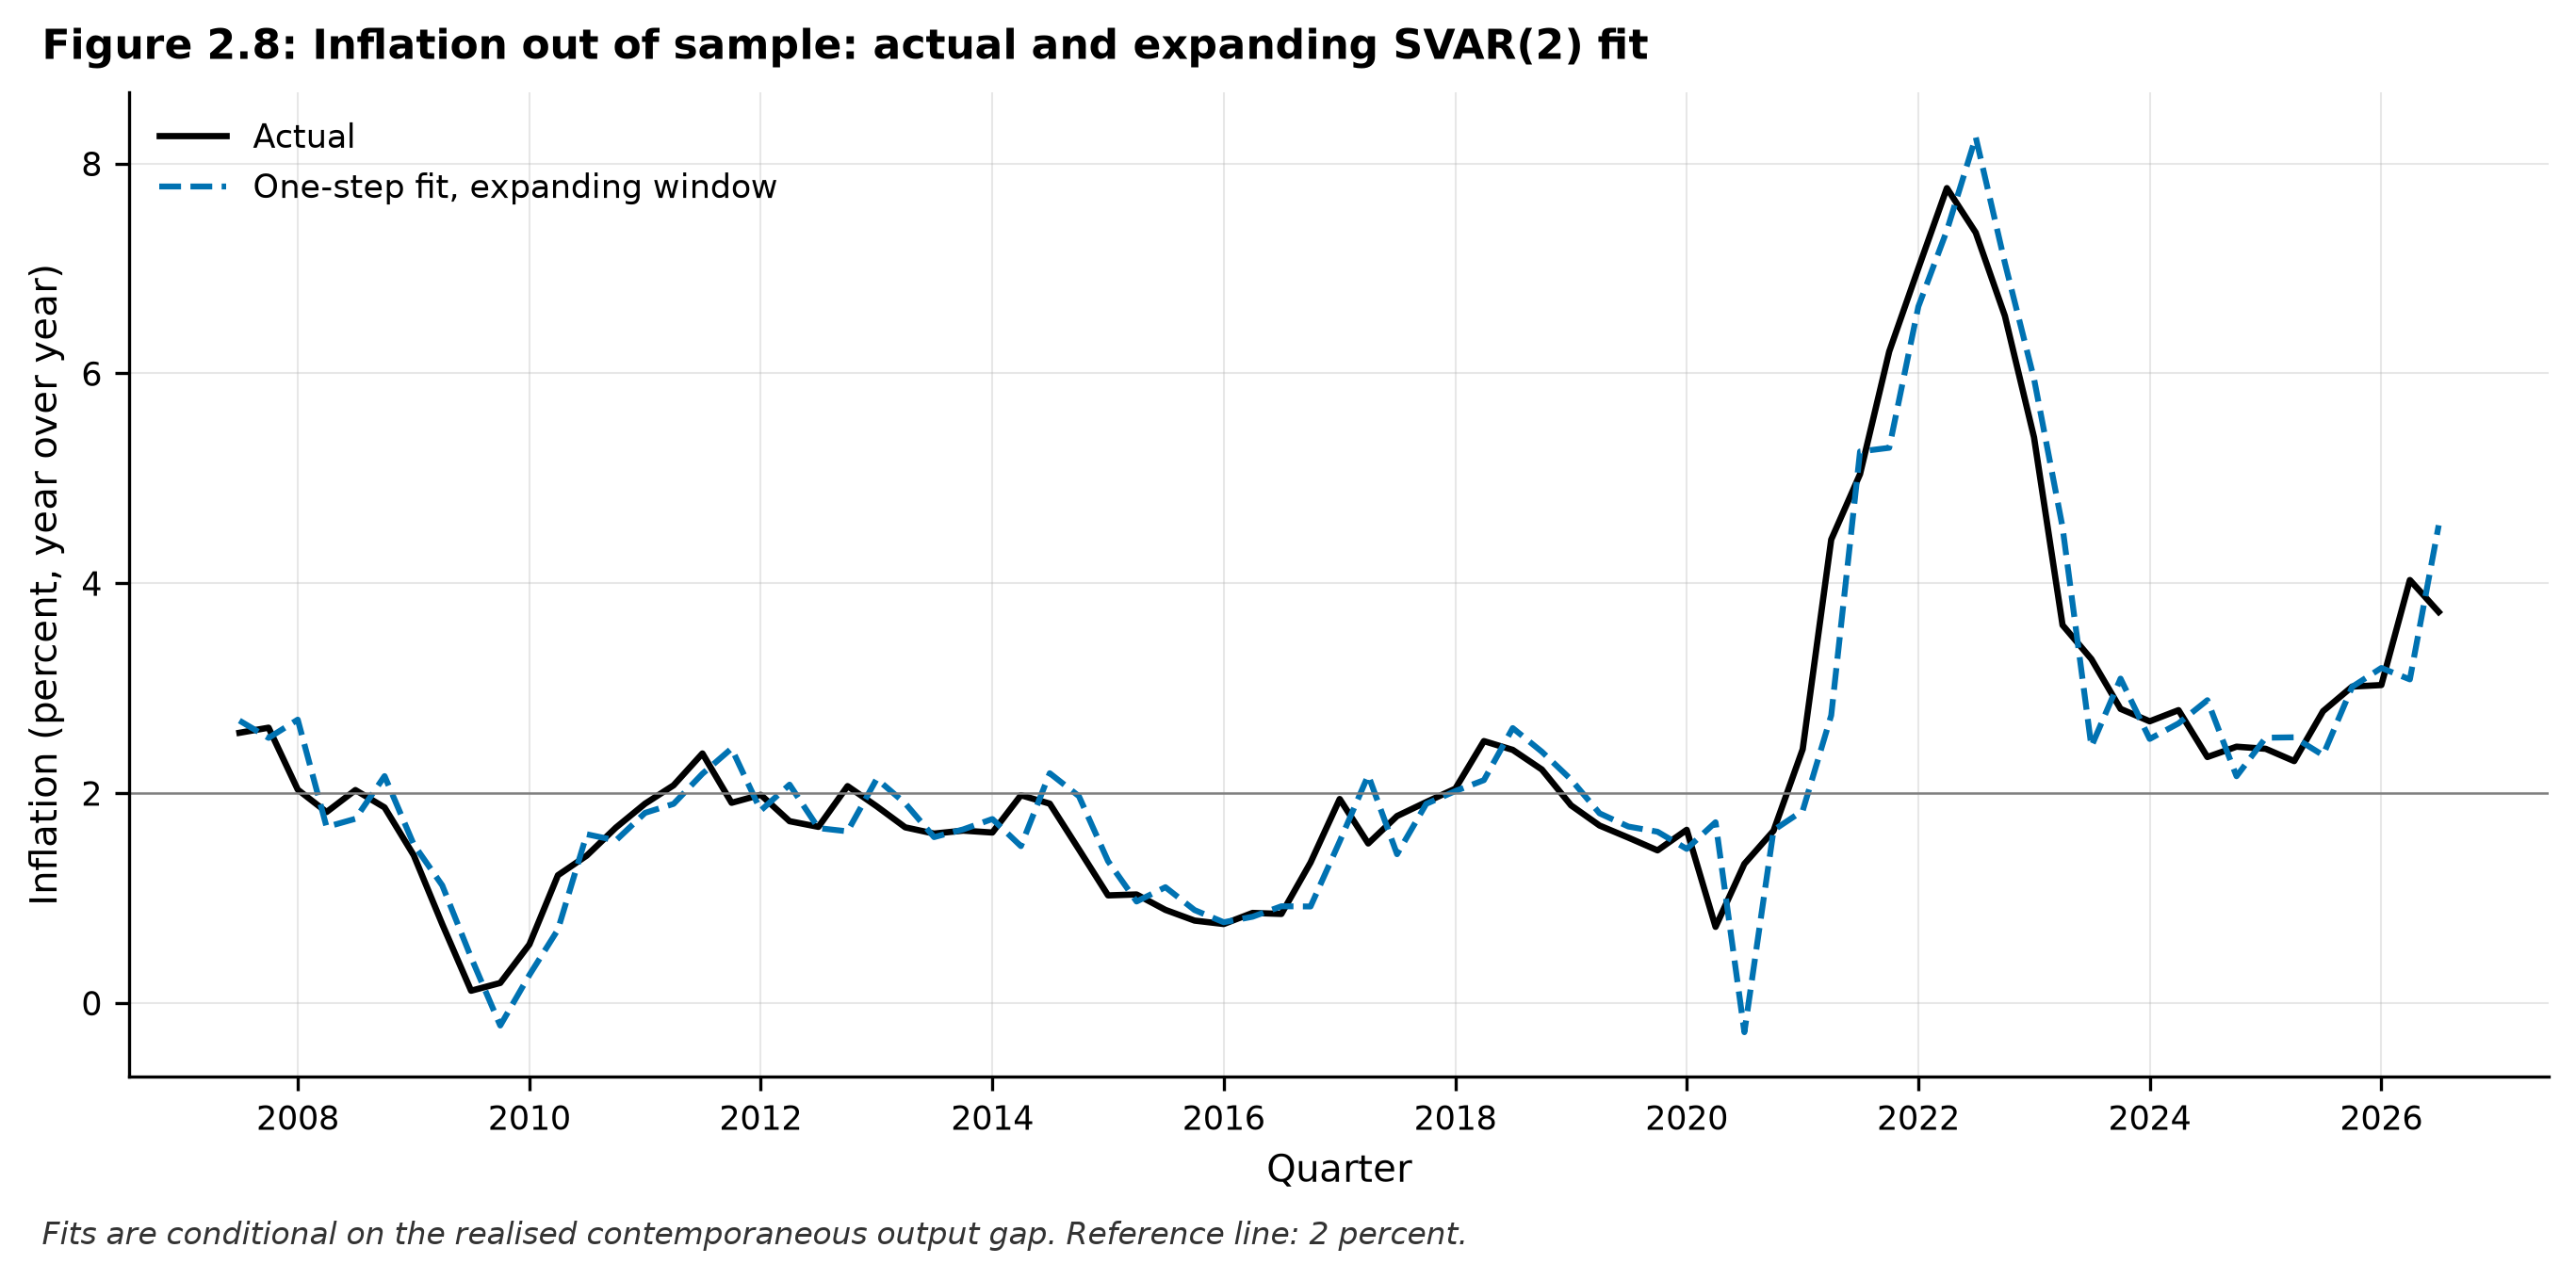 Figure 2.8: Inflation out of sample: actual and expanding SVAR(2) fit
Actual
One-step fit, expanding window
Inflation (percent, year over year)
8
6
4
2
0
2008 2010 2012 2014 2016 2018 2020 2022 2024 2026
Quarter
Fits are conditional on the realised contemporaneous output gap. Reference line: 2 percent.